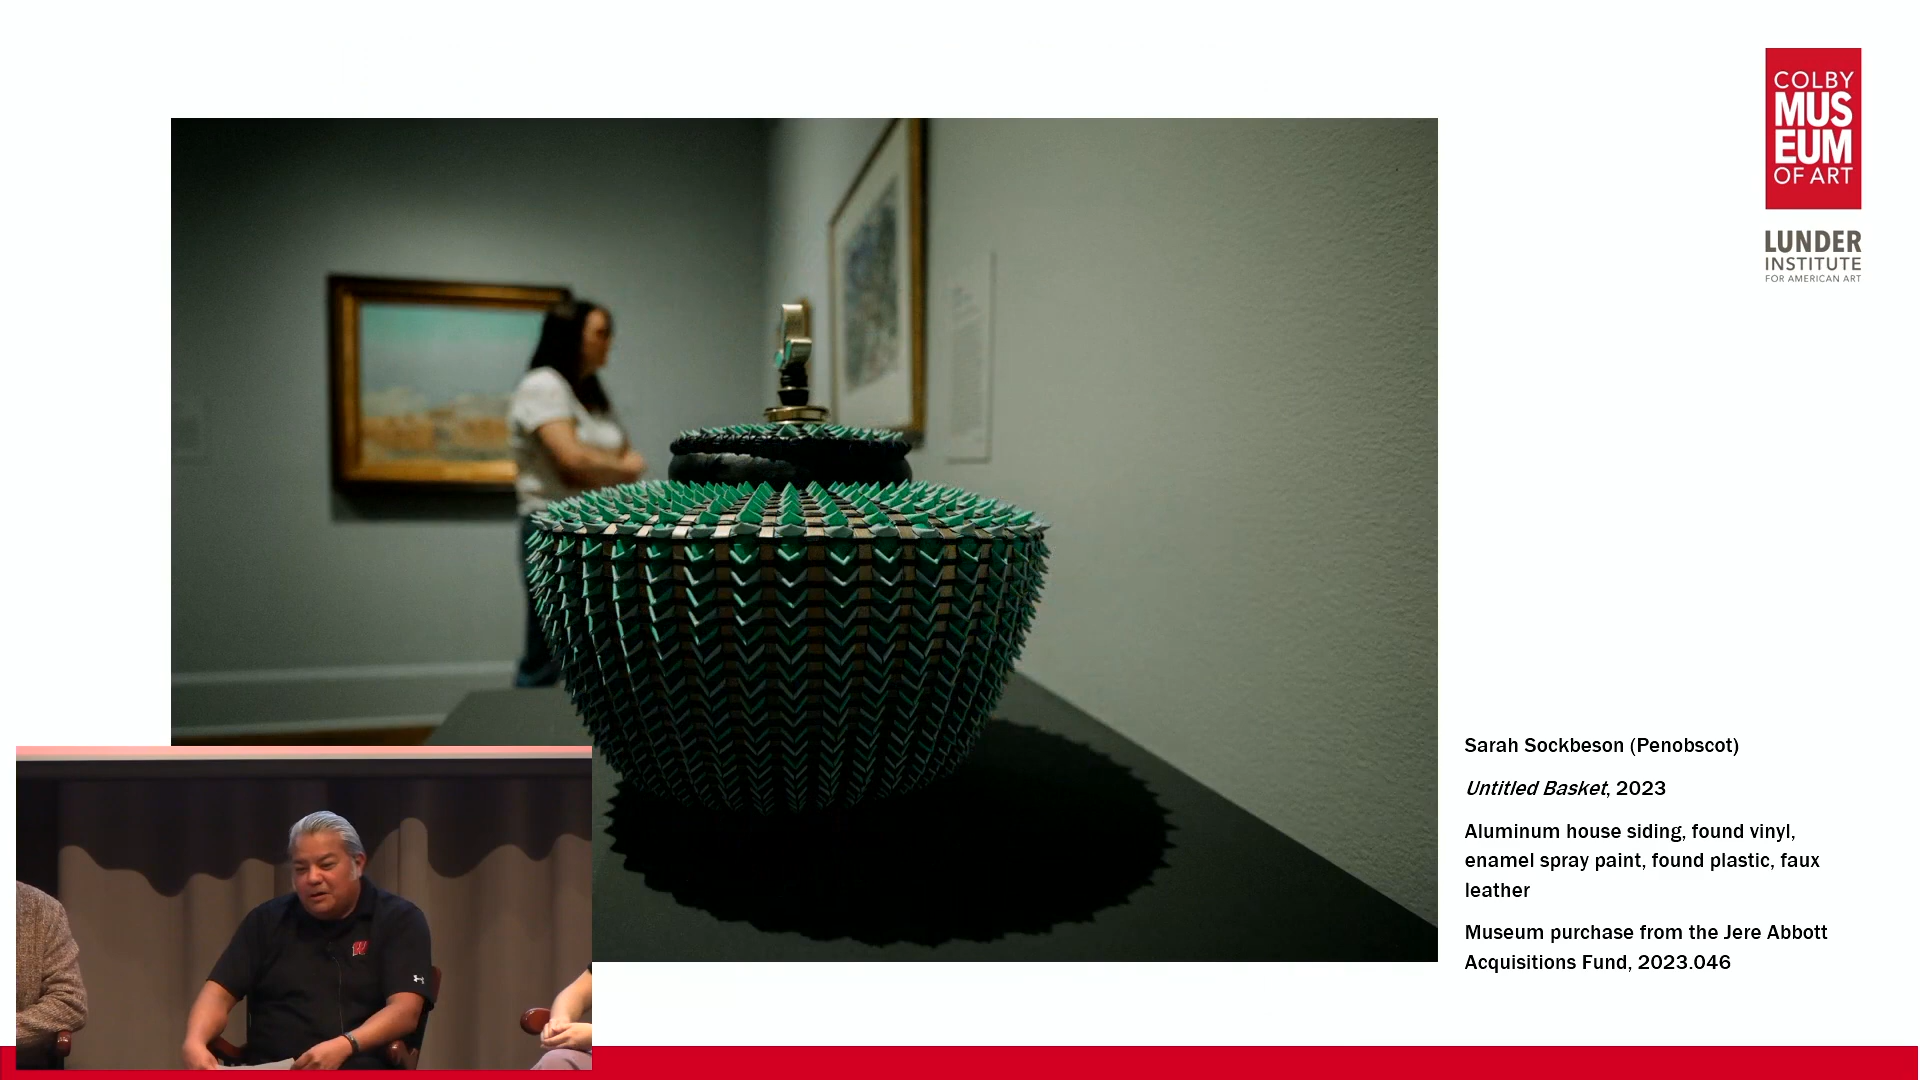 COLBY
MUS
EUM
OF ART
LUNDER
INSTITUTE
FOR AMERICAN ART
Sarah Sockbeson (Penobscot)
Untitled Basket, 2023
Aluminum house siding, found vinyl,
enamel spray paint, found plastic, faux
leather
Museum purchase from the Jere Abbott
Acquisitions Fund, 2023.046
W